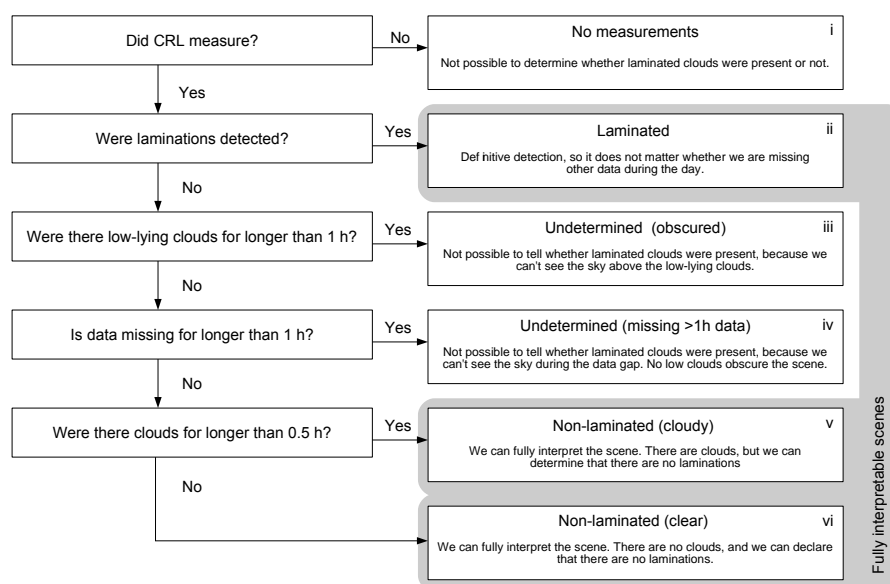 Did CRL measure?
No
No measurements
i
Not possible to determine whether laminated clouds were present or not.
Yes
Were laminations detected?
Yes
Laminated
ii
Def hitive detection, so it does not matter whether we are missing
other data during the day.
No
Were there low-lying clouds for longer than 1 h?
Yes
Undetermined (obscured)
iii
Not possible to tell whether laminated clouds were present, because we
can't see the sky above the low-lying clouds.
No
Is data missing for longer than 1 h?
Yes
Undetermined (missing >1h data)
iv
Not possible to tell whether laminated clouds were present, because we
can't see the sky during the data gap. No low clouds obscure the scene.
No
Were there clouds for longer than 0.5 h?
Yes
Non-laminated (cloudy)
v
We can fully interpret the scene. There are clouds, but we can
determine that there are no laminations
No
Non-laminated (clear)
vi
We can fully interpret the scene. There are no clouds, and we can declare
that there are no laminations.
Fully interpretable scenes